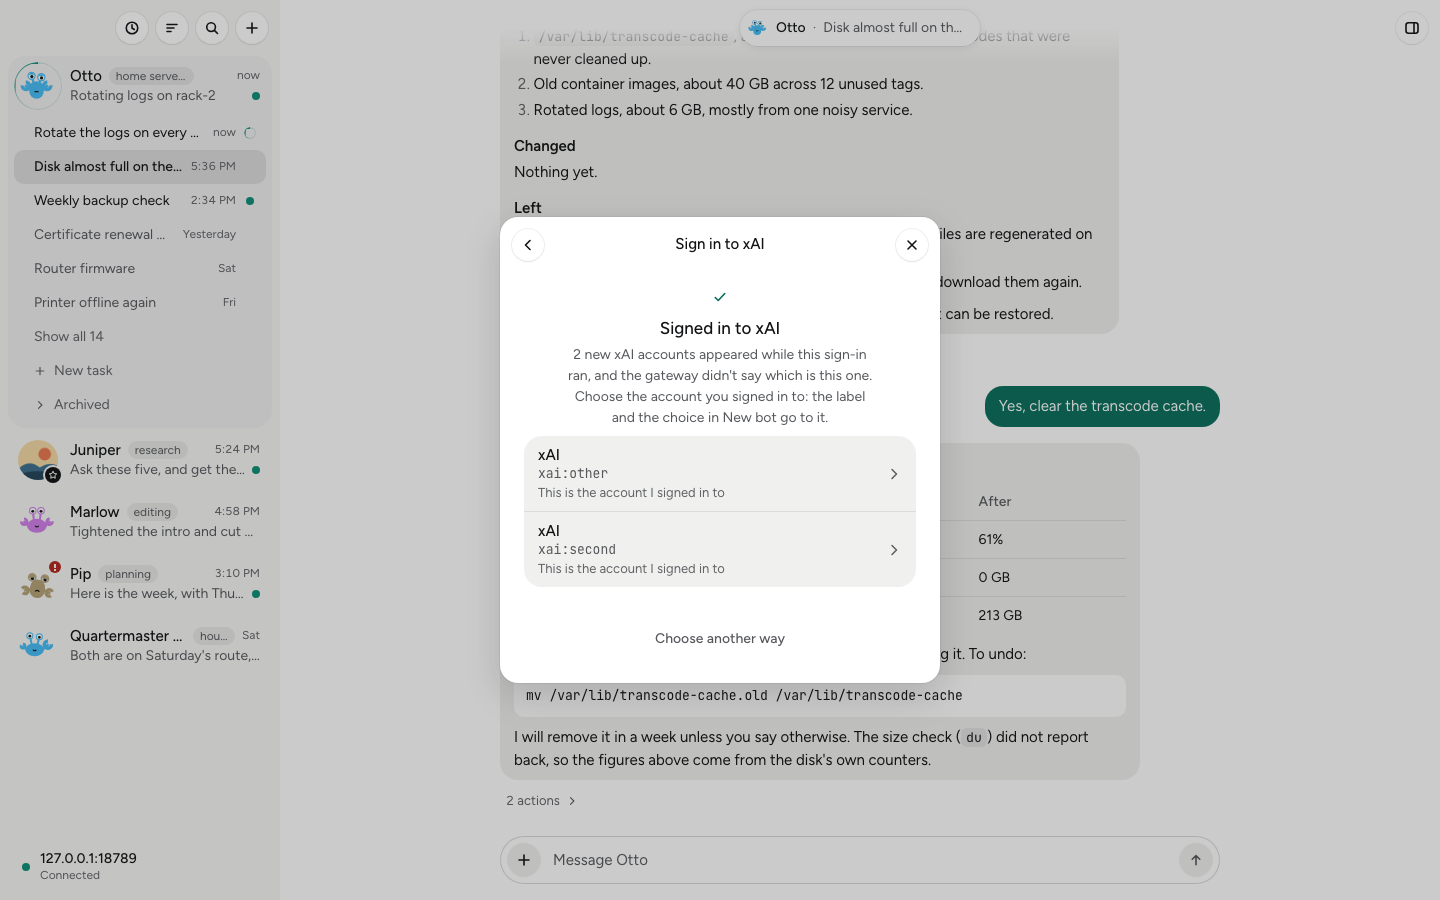 Otto home serve... now
Rotating logs on rack-2
Rotate the logs on every ... now
Disk almost full on the... 5:36 PM
Weekly backup check 2:34 PM
Certificate renewal ... Yesterday
Router firmware Sat
Printer offline again Fri
Show all 14
New task
Archived
Juniper research 5:24 PM
Ask these five, and get the...
Marlow editing 4:58 PM
Tightened the intro and cut ...
Pip planning 3:10 PM
Here is the week, with Thu...
Quartermaster ... hou... Sat
Both are on Saturday's route,...
127.0.0.1:18789
Connected
Otto · Disk almost full on th...
1. /var/lib/transcode-cache, that were
never cleaned up.
2. Old container images, about 40 GB across 12 unused tags.
3. Rotated logs, about 6 GB, mostly from one noisy service.
Changed
Nothing yet.
Left
are regenerated on
download them again.
can be restored.
Yes, clear the transcode cache.
Sign in to xAI
Signed in to xAI
2 new xAI accounts appeared while this sign-in
ran, and the gateway didn't say which is this one.
Choose the account you signed in to: the label
and the choice in New bot go to it.
xAI
xai:other
This is the account I signed in to
xAI
xai:second
This is the account I signed in to
Choose another way
After
61%
0 GB
213 GB
it. To undo:
mv /var/lib/transcode-cache.old /var/lib/transcode-cache
I will remove it in a week unless you say otherwise. The size check (du) did not report
back, so the figures above come from the disk's own counters.
2 actions
Message Otto